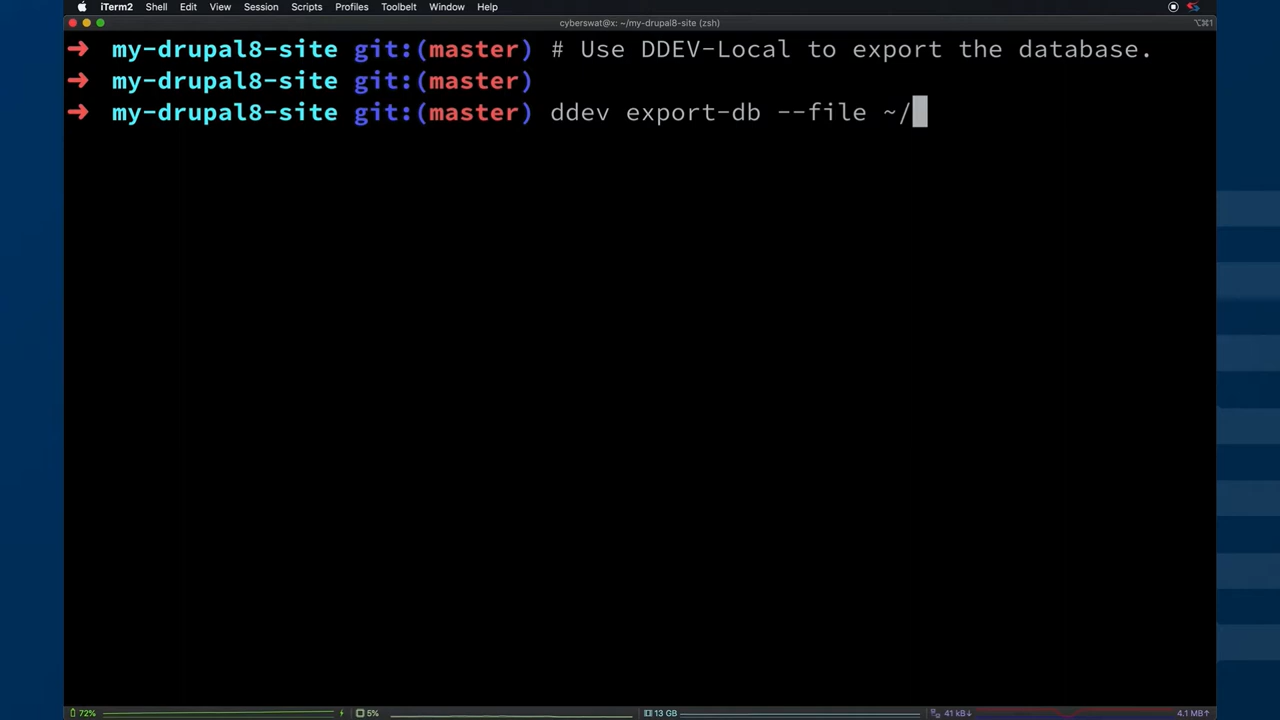 iTerm2 Shell Edit View Session Scripts Profiles Toolbelt Window Help
cyberswat@x: ~/my-drupal8-site (zsh) ⌥⌘1
➜ my-drupal8-site git:(master) # Use DDEV-Local to export the database.
➜ my-drupal8-site git:(master)
➜ my-drupal8-site git:(master) ddev export-db --file ~/
72% 5% 13 GB 41 kB↓ 4.1 MB↑